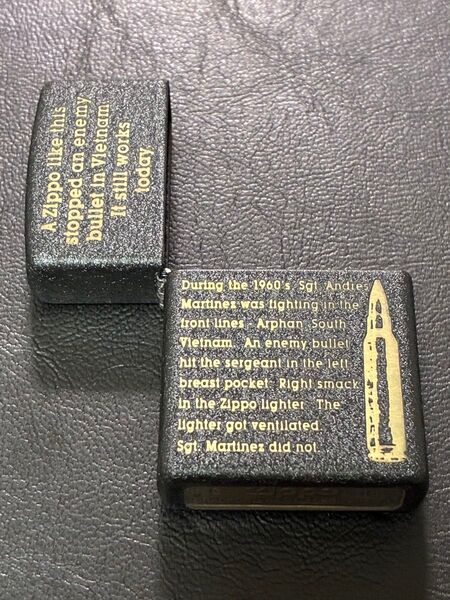 A Zippo like this
stopped an enemy
bullet in Vietnam
It still works
today
During the 1960's Sgt Andie
Martinez was fighting in the
front lines Arphan South
Vietnam. An enemy bullet
hit the sergeant in the left
breast pocket Right smack
in the Zippo lighter The
lighter got ventilated.
Sgt. Martinez did not.